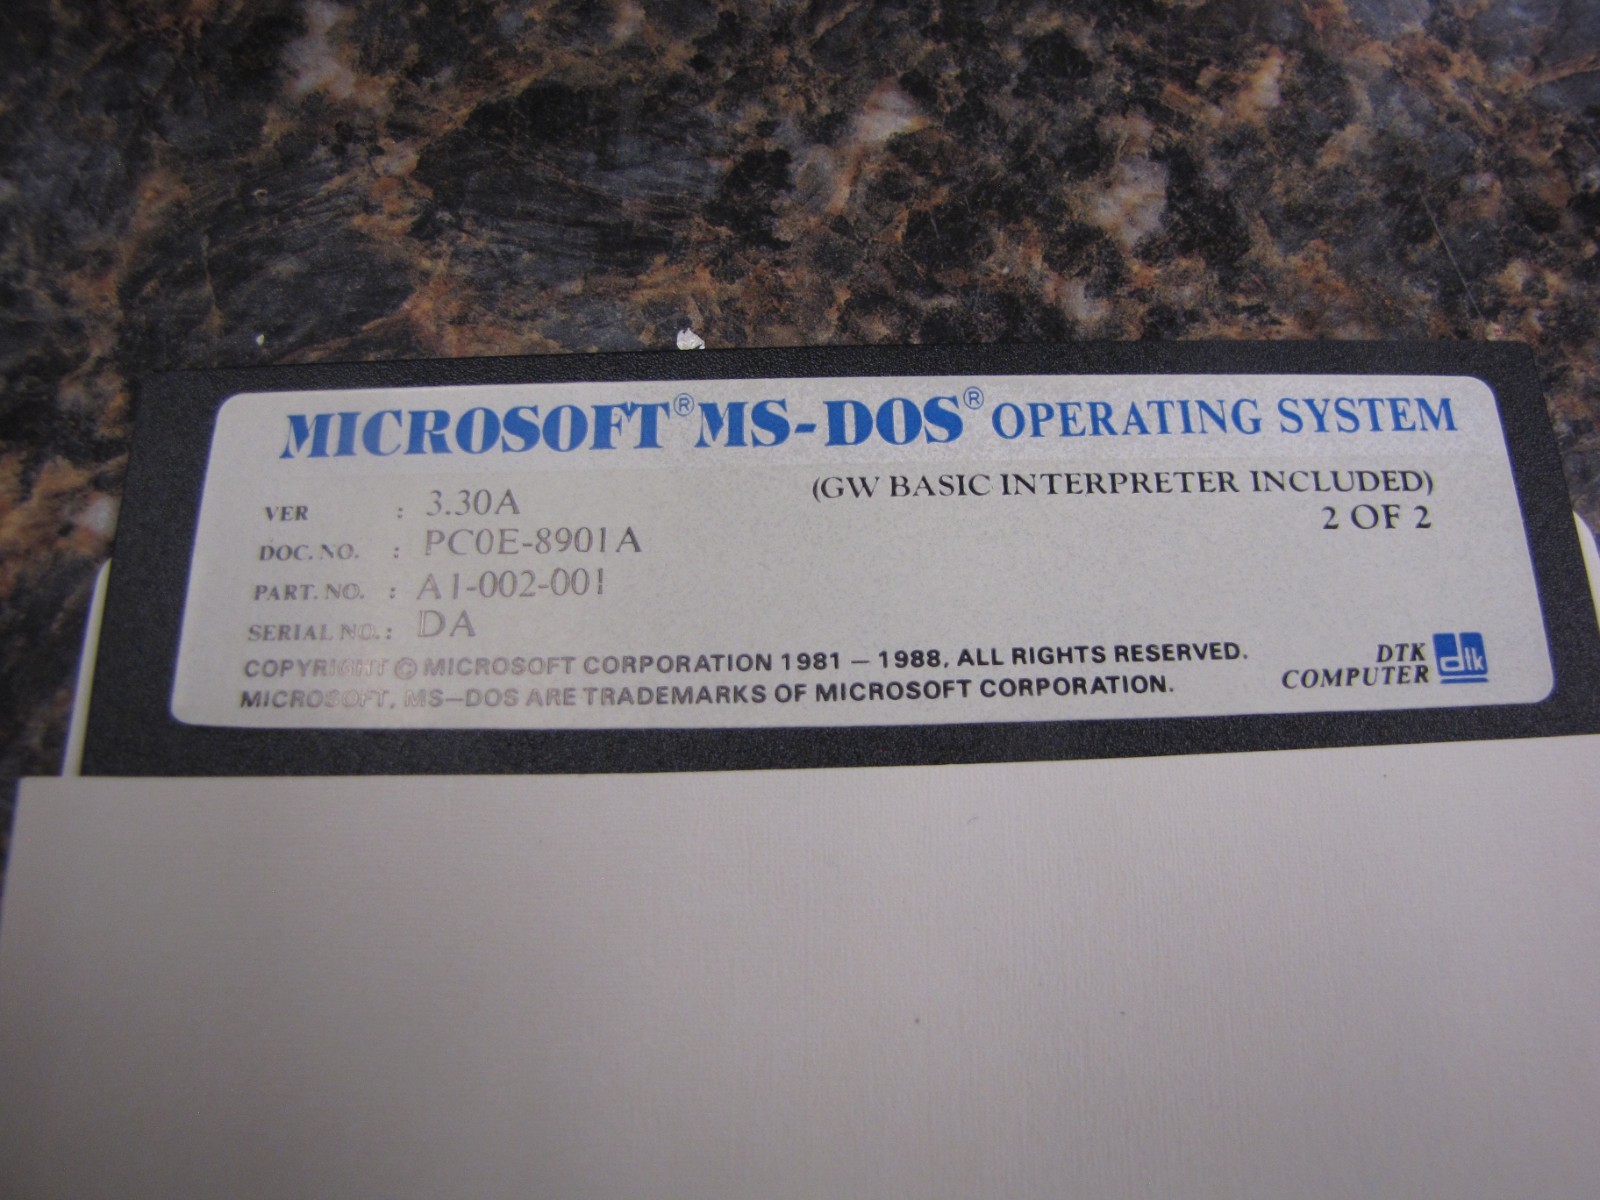 MICROSOFT® MS-DOS® OPERATING SYSTEM
(GW BASIC INTERPRETER INCLUDED)
2 OF 2
VER : 3.30A
DOC. NO. : PC0E-8901A
PART. NO. : A1-002-001
SERIAL NO. : DA
COPYRIGHT © MICROSOFT CORPORATION 1981 – 1988, ALL RIGHTS RESERVED.
MICROSOFT, MS–DOS ARE TRADEMARKS OF MICROSOFT CORPORATION.
DTK
COMPUTER
dtk